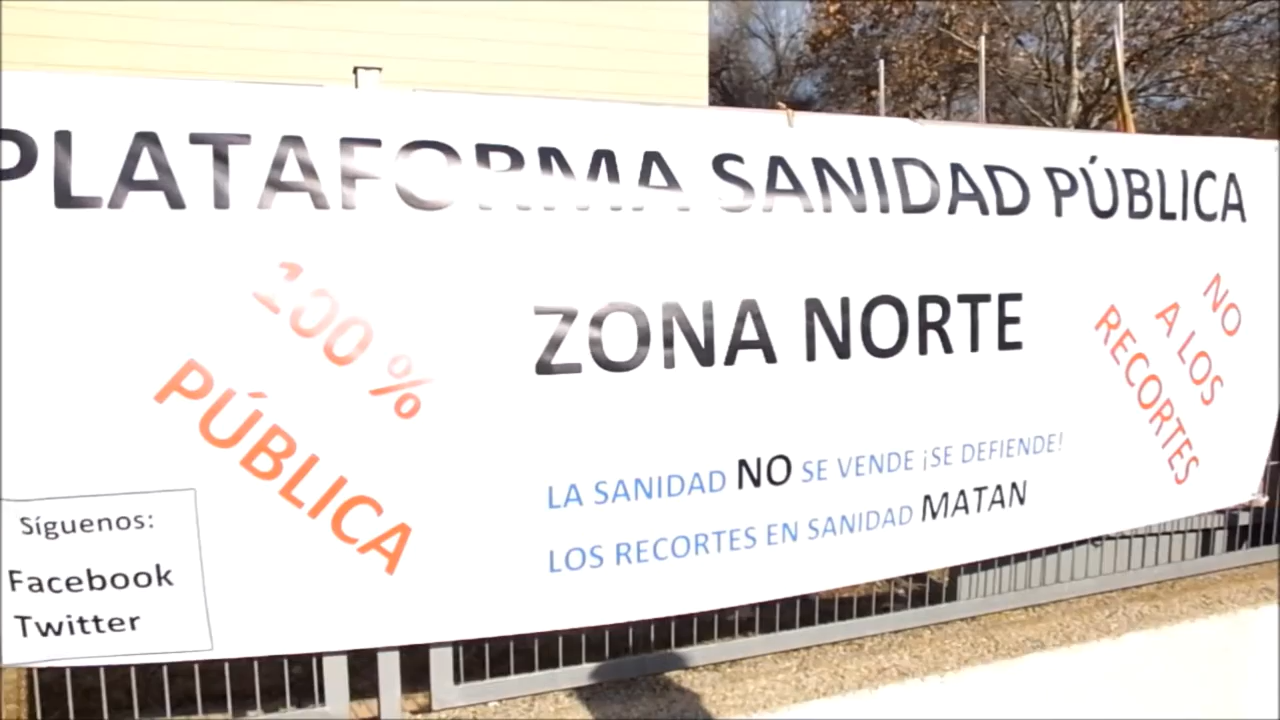 PLATAFORMA SANIDAD PÚBLICA
100 %
PÚBLICA
ZONA NORTE
NO
A LOS
RECORTES
LA SANIDAD NO SE VENDE ¡SE DEFIENDE!
LOS RECORTES EN SANIDAD MATAN
Síguenos:
Facebook
Twitter